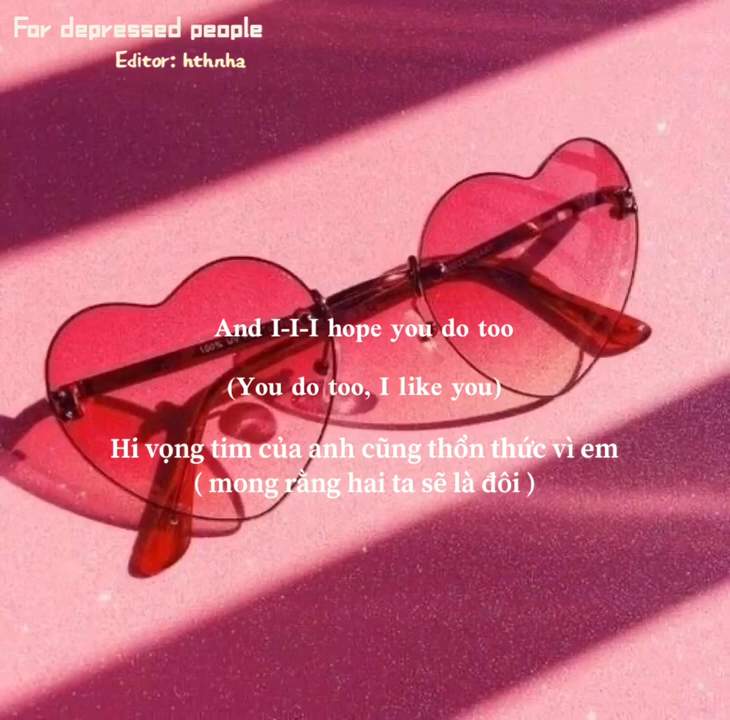 For depressed people
Editor: hthnha
And I-I-I hope you do too
(You do too, I like you)
Hi vọng tim của anh cũng thổn thức vì em
( mong rằng hai ta sẽ là đôi )